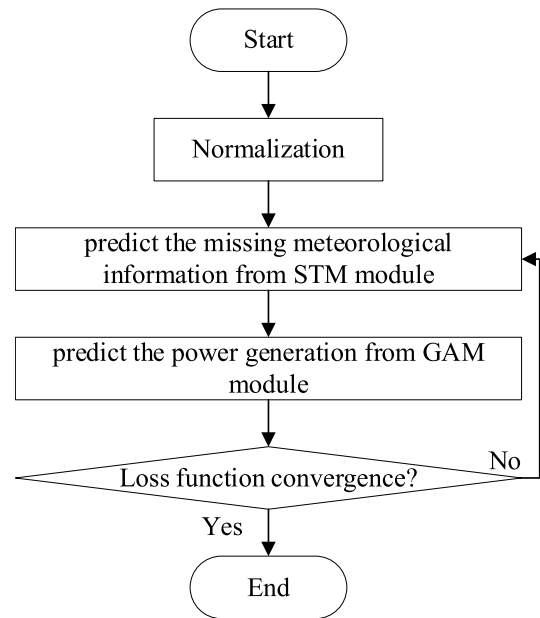 Start
Normalization
predict the missing meteorological
information from STM module
predict the power generation from GAM
module
Loss function convergence?
No
Yes
End